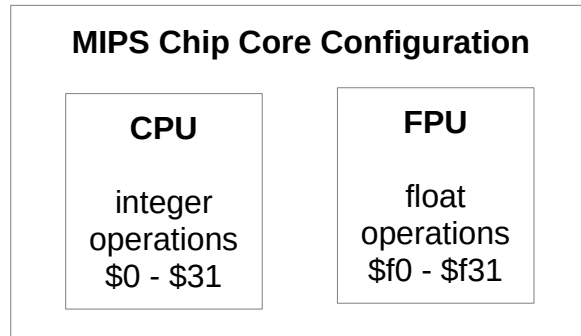 MIPS Chip Core Configuration
CPU
integer
operations
$0 - $31
FPU
float
operations
$f0 - $f31